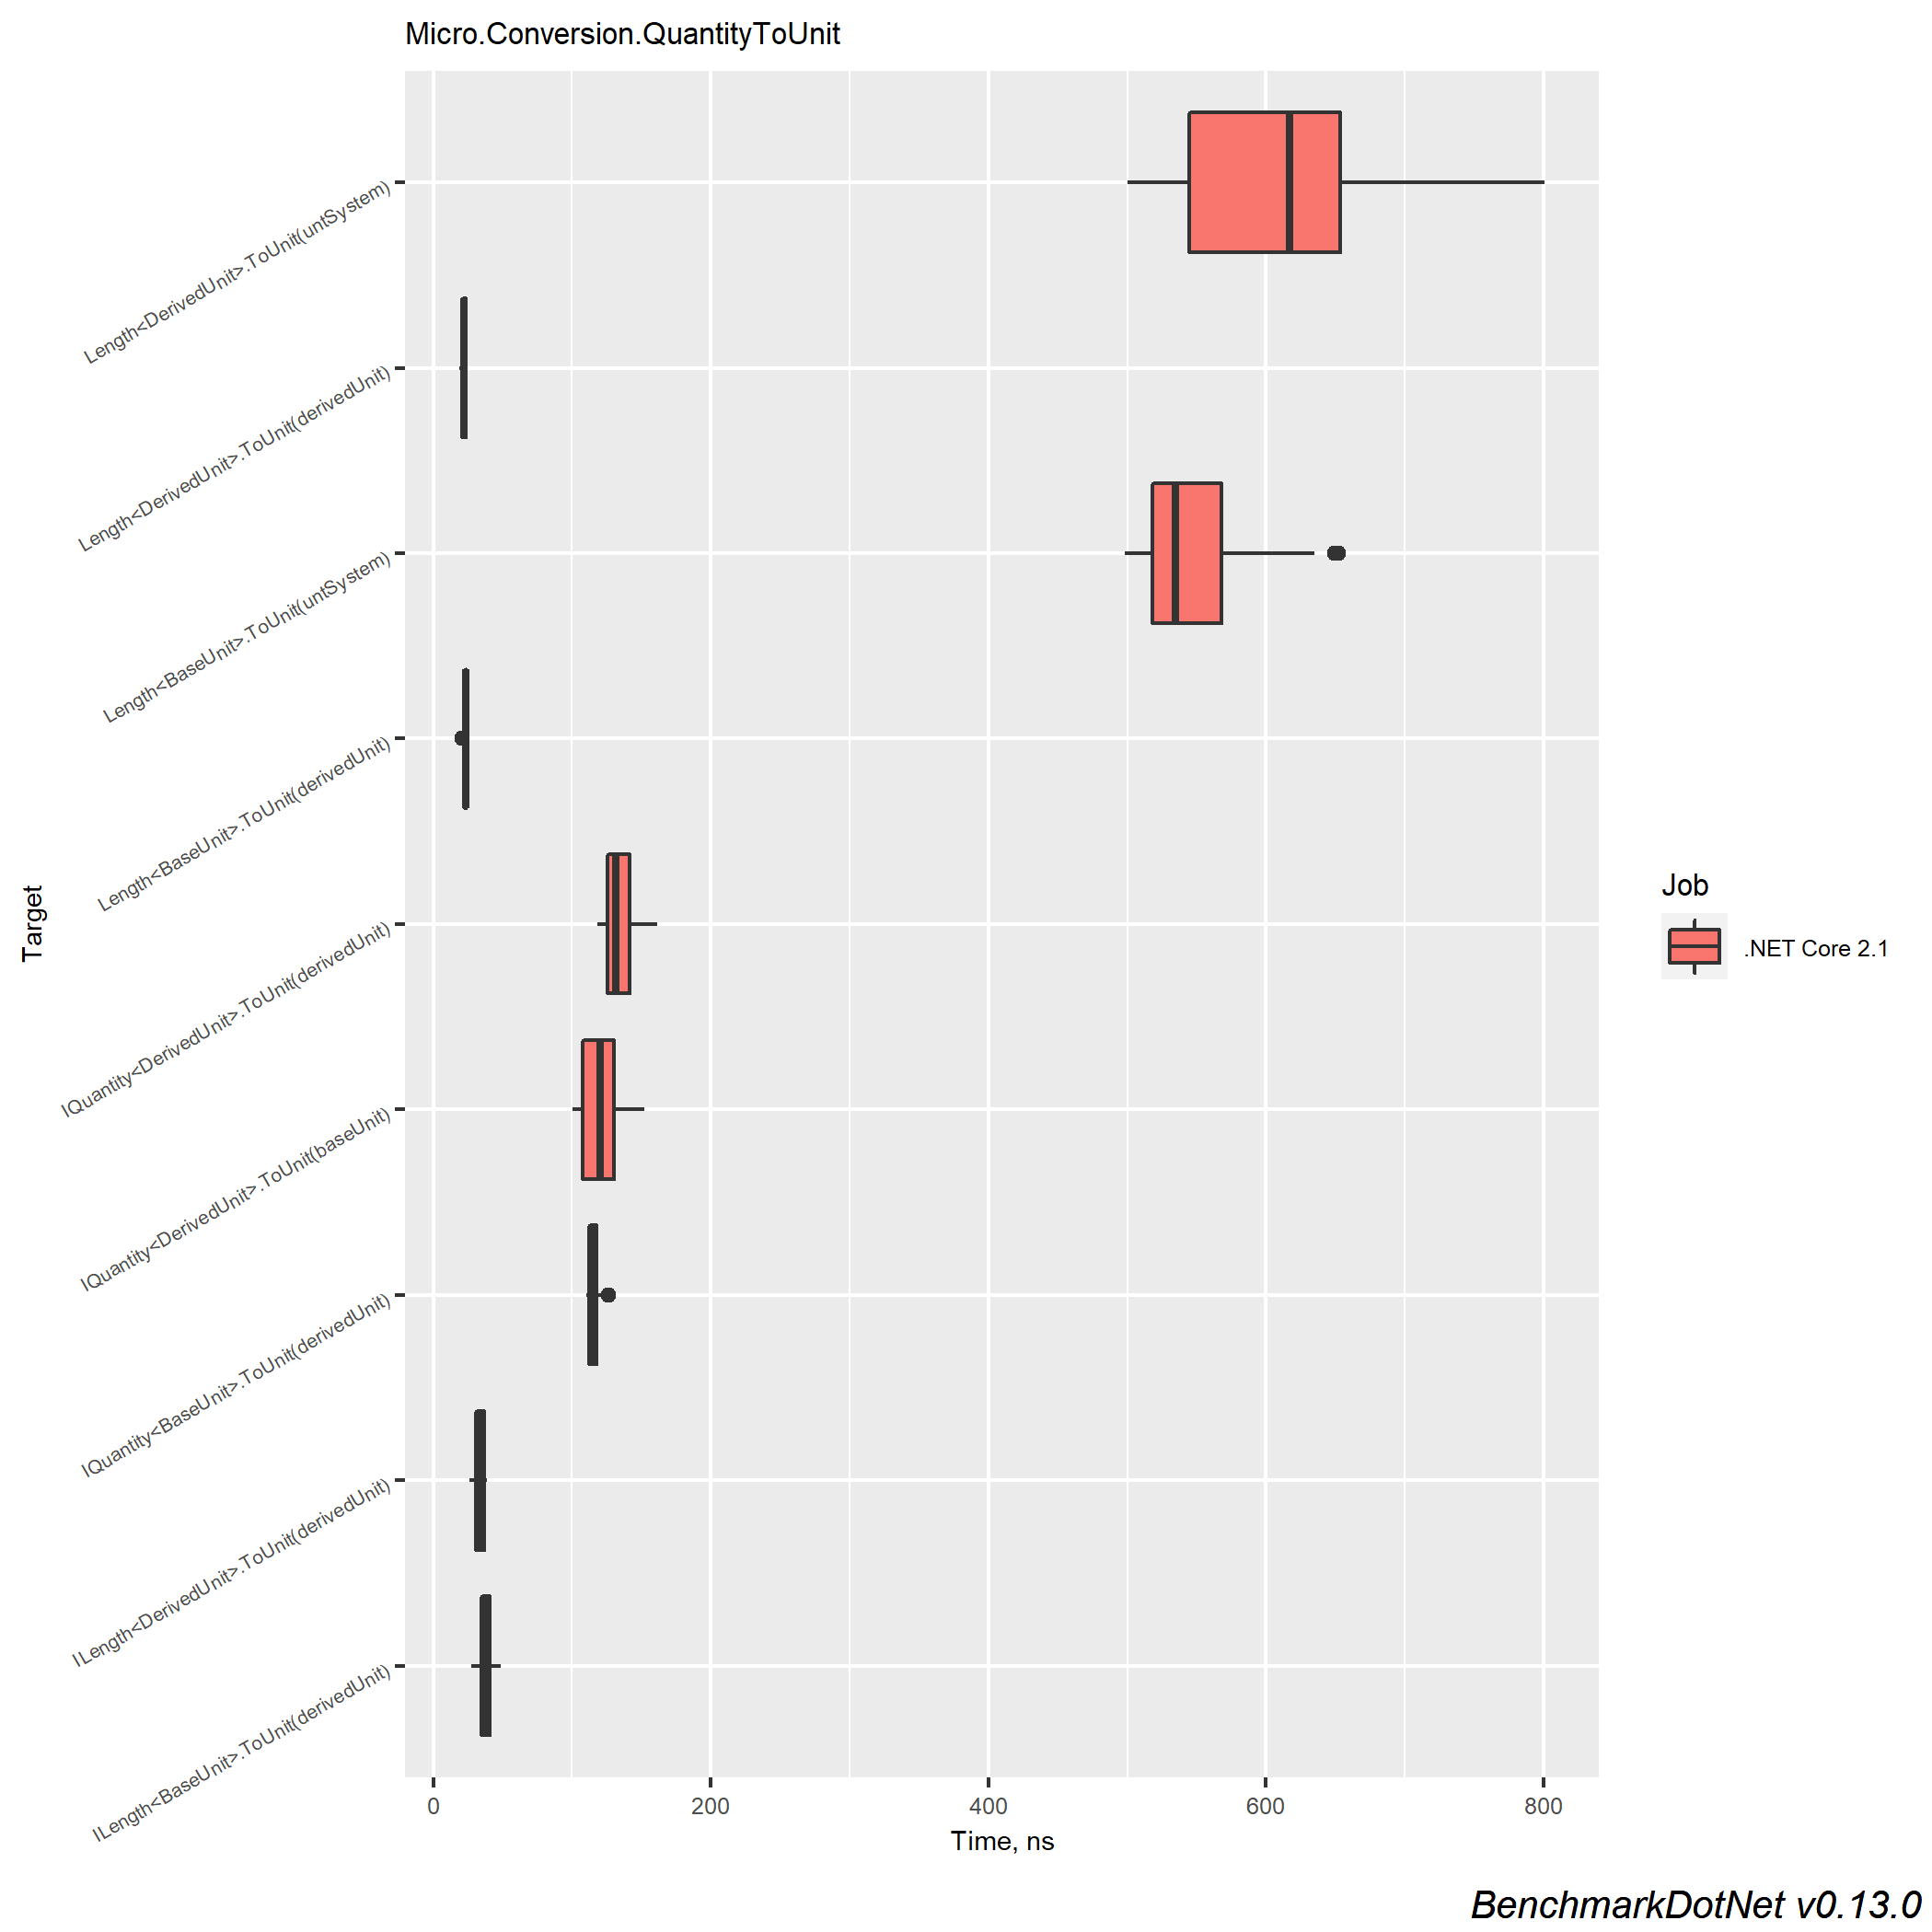 Micro.Conversion.QuantityToUnit
Target
Length<DerivedUnit>.ToUnit(untSystem)
Length<DerivedUnit>.ToUnit(derivedUnit)
Length<BaseUnit>.ToUnit(untSystem)
Length<BaseUnit>.ToUnit(derivedUnit)
IQuantity<DerivedUnit>.ToUnit(derivedUnit)
IQuantity<DerivedUnit>.ToUnit(baseUnit)
IQuantity<BaseUnit>.ToUnit(derivedUnit)
ILength<DerivedUnit>.ToUnit(derivedUnit)
ILength<BaseUnit>.ToUnit(derivedUnit)
0 200 400 600 800
Time, ns
Job
.NET Core 2.1
BenchmarkDotNet v0.13.0